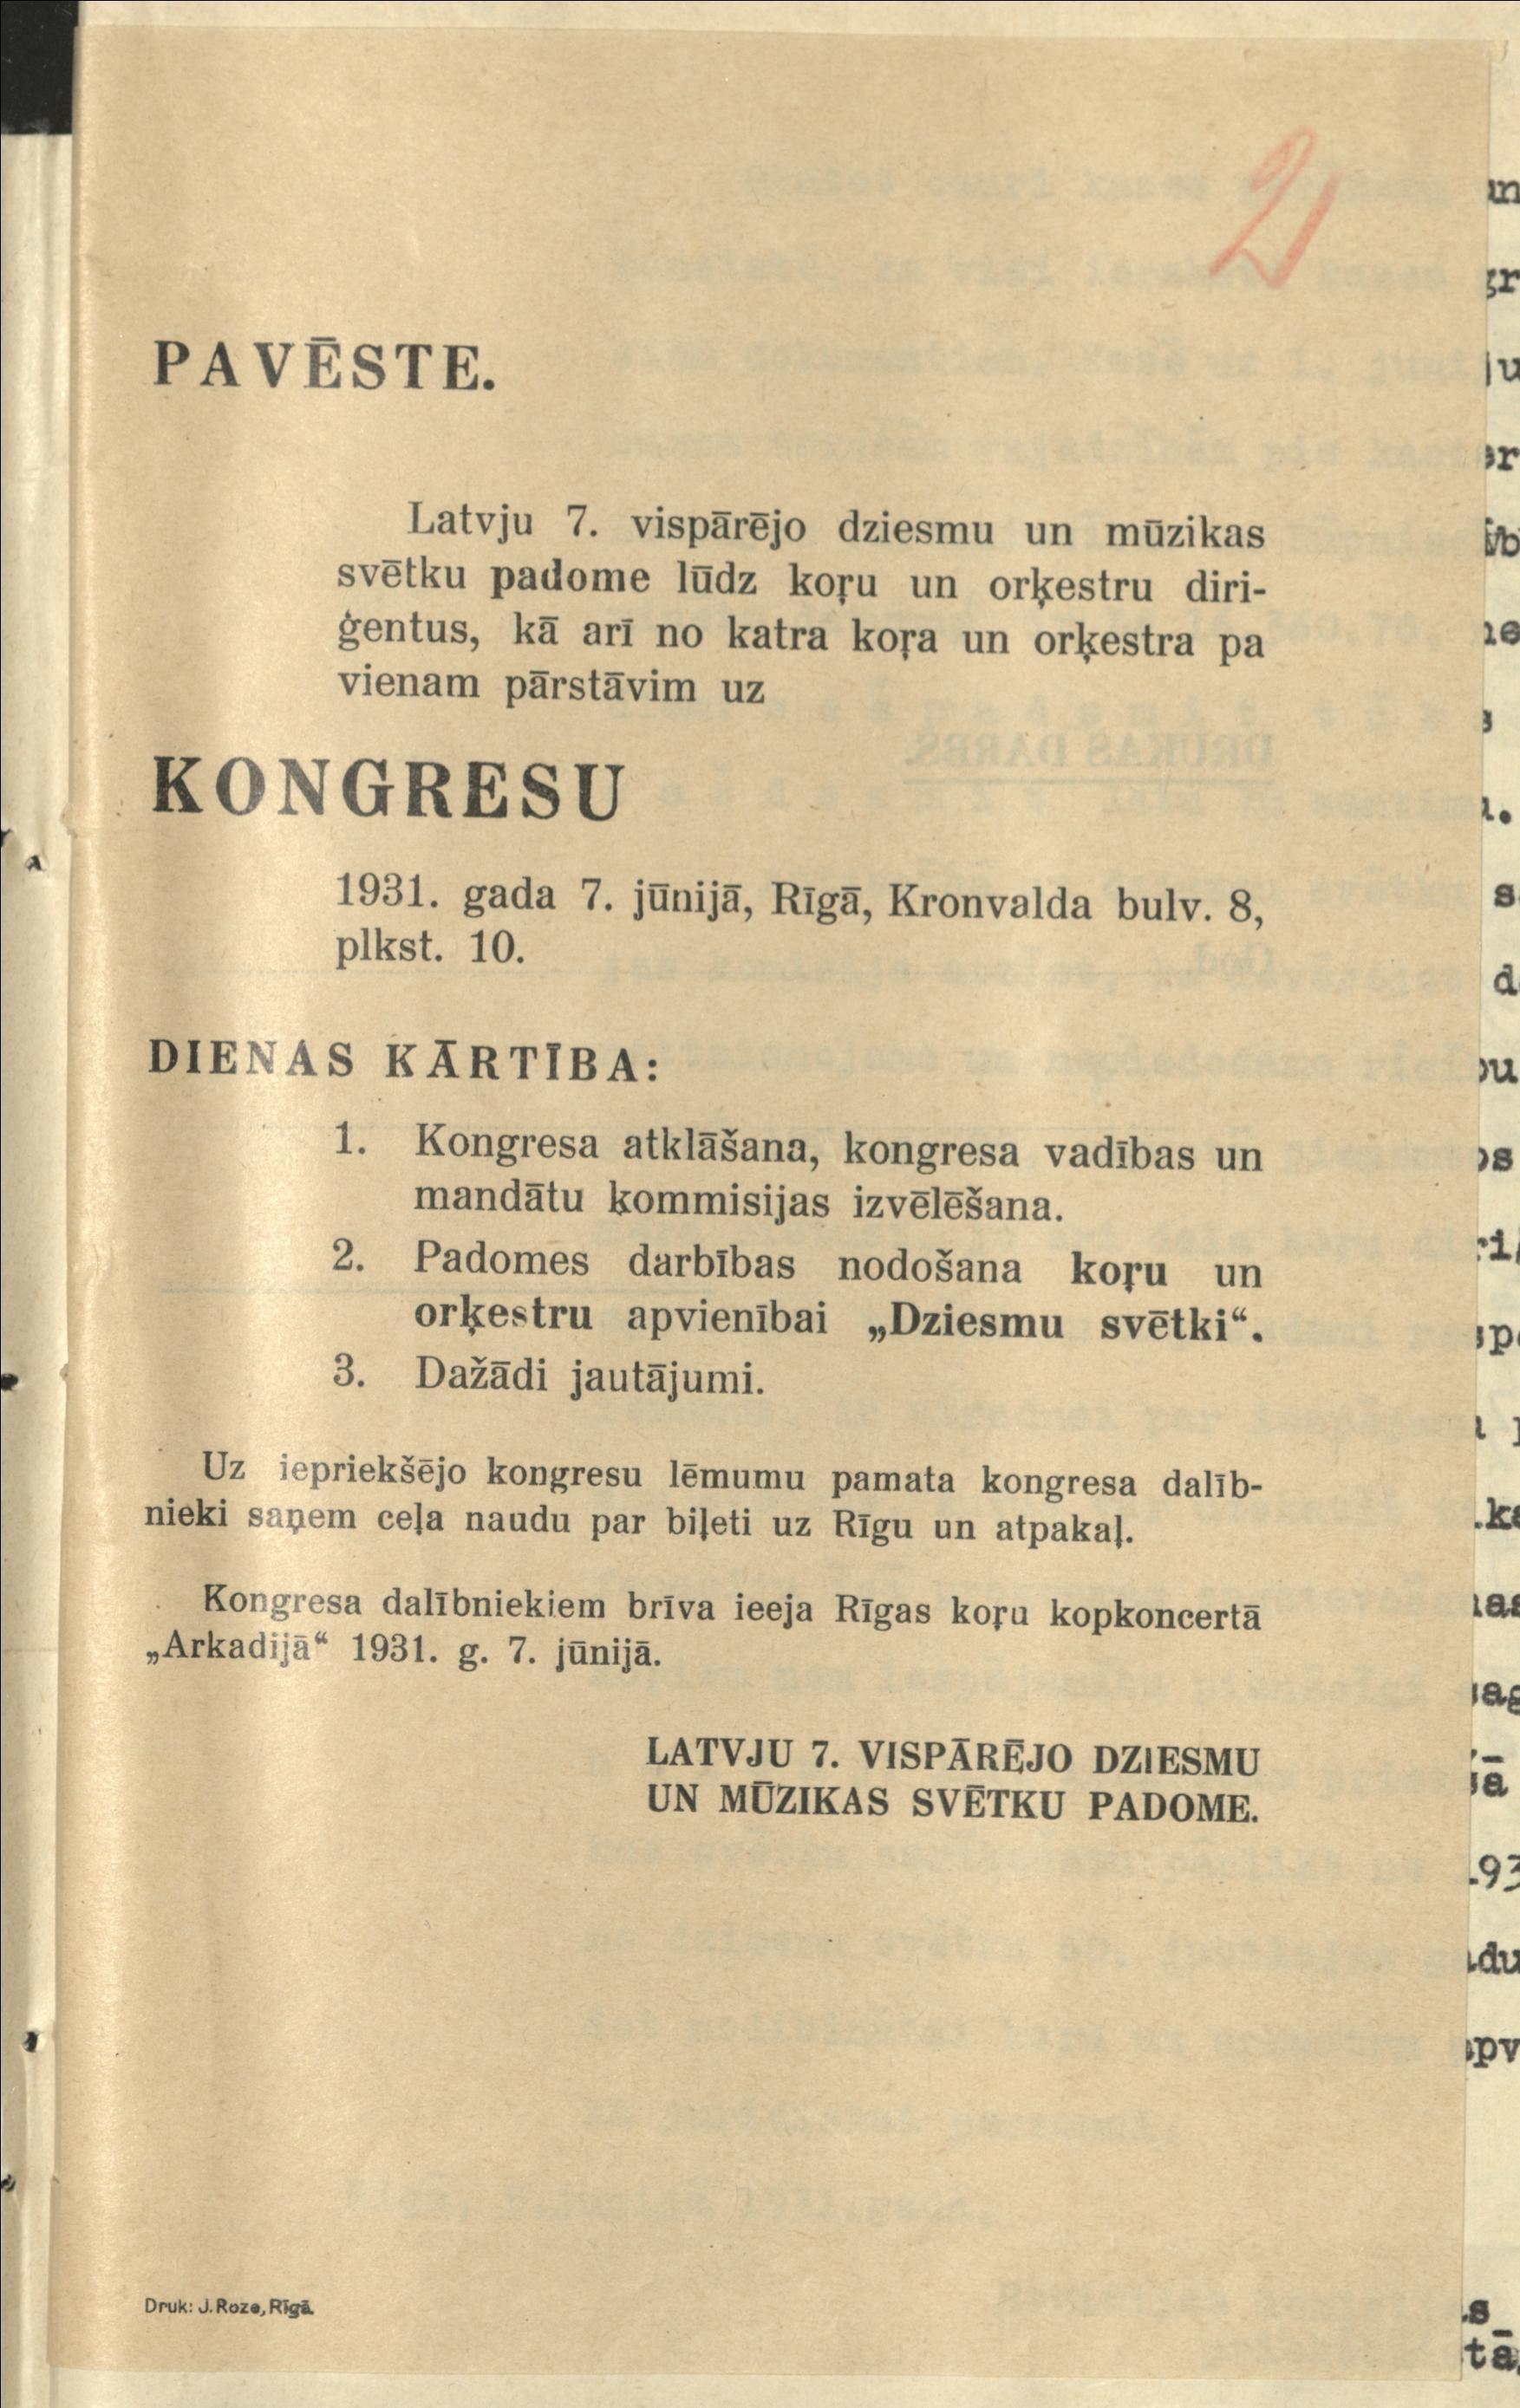 2
PAVĒSTE.
Latvju 7. vispārējo dziesmu un mūzikas
svētku padome lūdz koŗu un orķestru diri-
ģentus, kā arī no katra koŗa un orķestra pa
vienam pārstāvim uz
KONGRESU
1931. gada 7. jūnijā, Rīgā, Kronvalda bulv. 8,
plkst. 10.
DIENAS KĀRTĪBA:
1. Kongresa atklāšana, kongresa vadības un
mandātu ķommisijas izvēlēšana.
2. Padomes darbības nodošana koŗu un
orķestru apvienībai „Dziesmu svētki“.
3. Dažādi jautājumi.
Uz iepriekšējo kongresu lēmumu pamata kongresa dalīb-
nieki saņem ceļa naudu par biļeti uz Rīgu un atpakaļ.
Kongresa dalībniekiem brīva ieeja Rīgas koŗu kopkoncertā
„Arkadijā“ 1931. g. 7. jūnijā.
LATVJU 7. VISPĀRĒJO DZIESMU
UN MŪZIKAS SVĒTKU PADOME.
Druk: J. Roze, Rīgā.